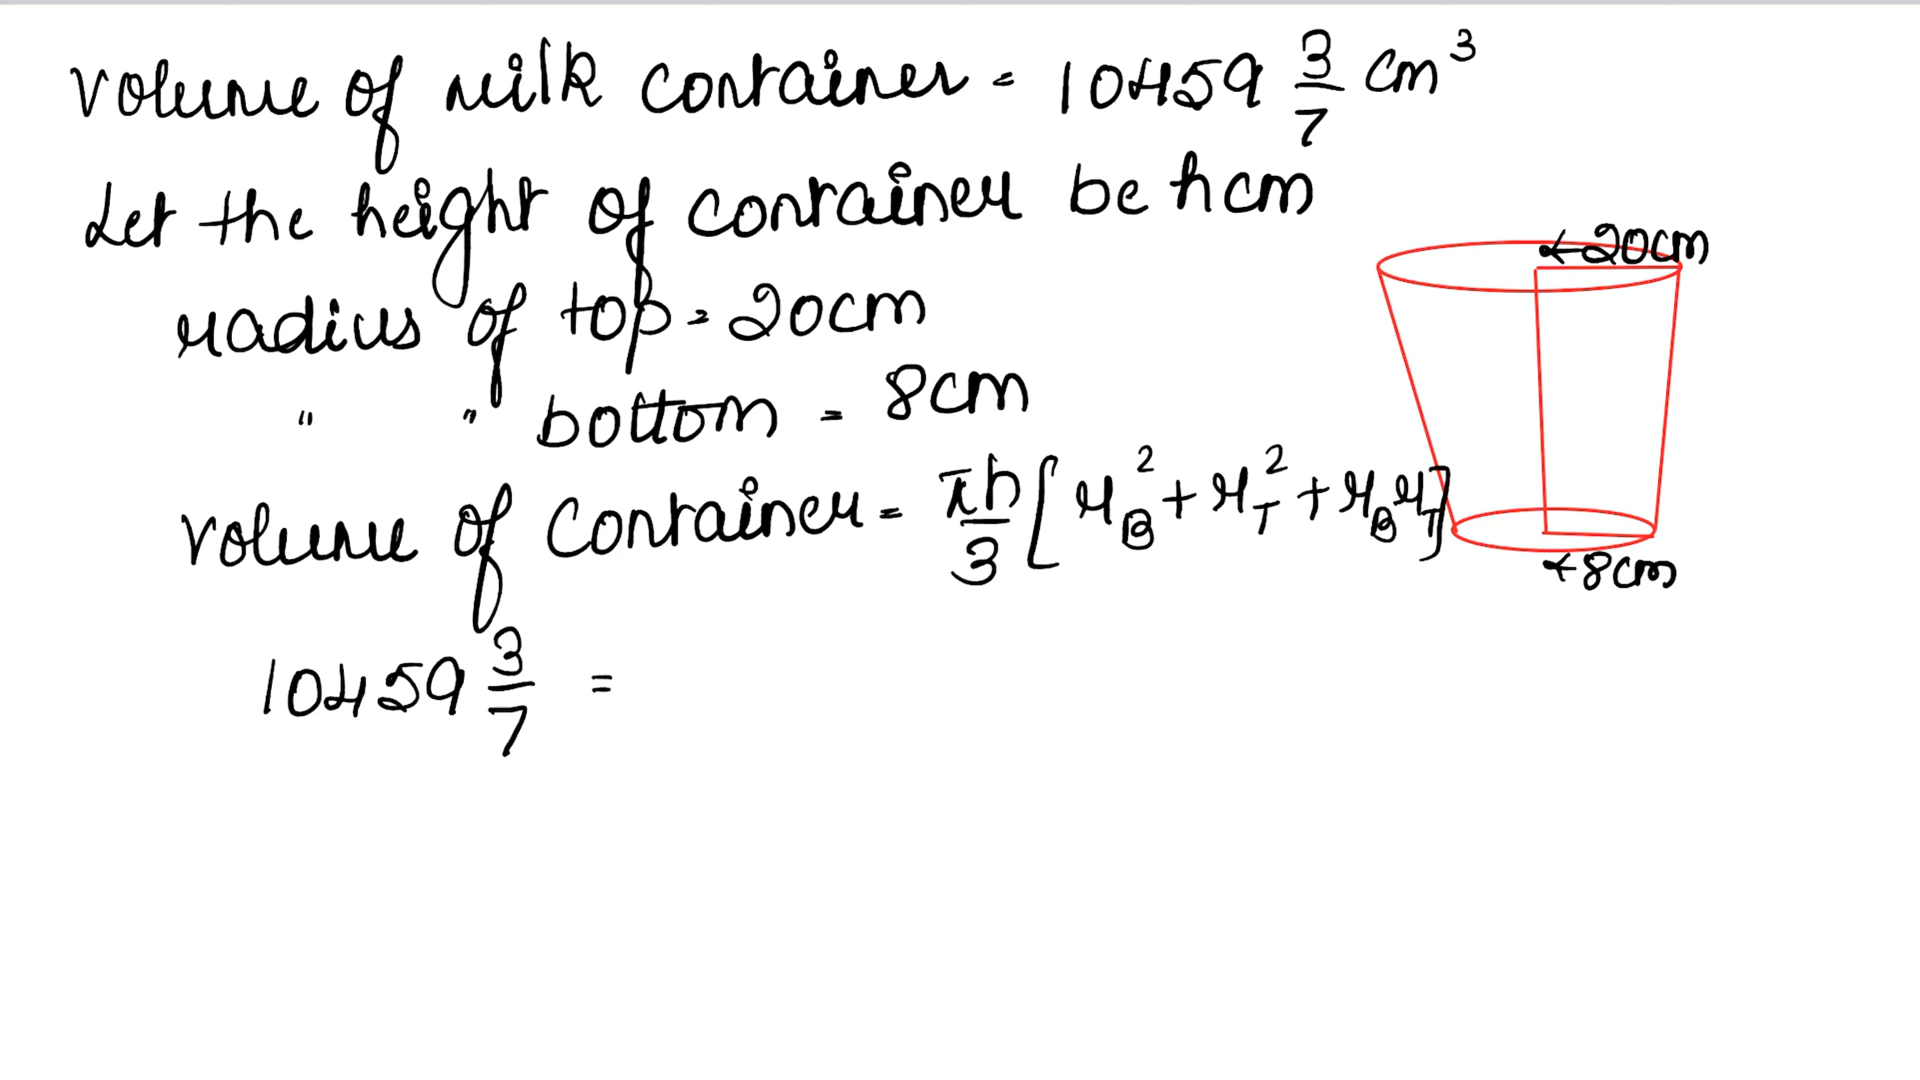 Volume of milk container = 10459 3/7 cm³
Let the height of container be h cm
radius of top = 20cm
" " bottom = 8cm
Volume of Container = πh/3 [r_B² + r_T² + r_B r_T]
10459 3/7 =
20cm
8cm